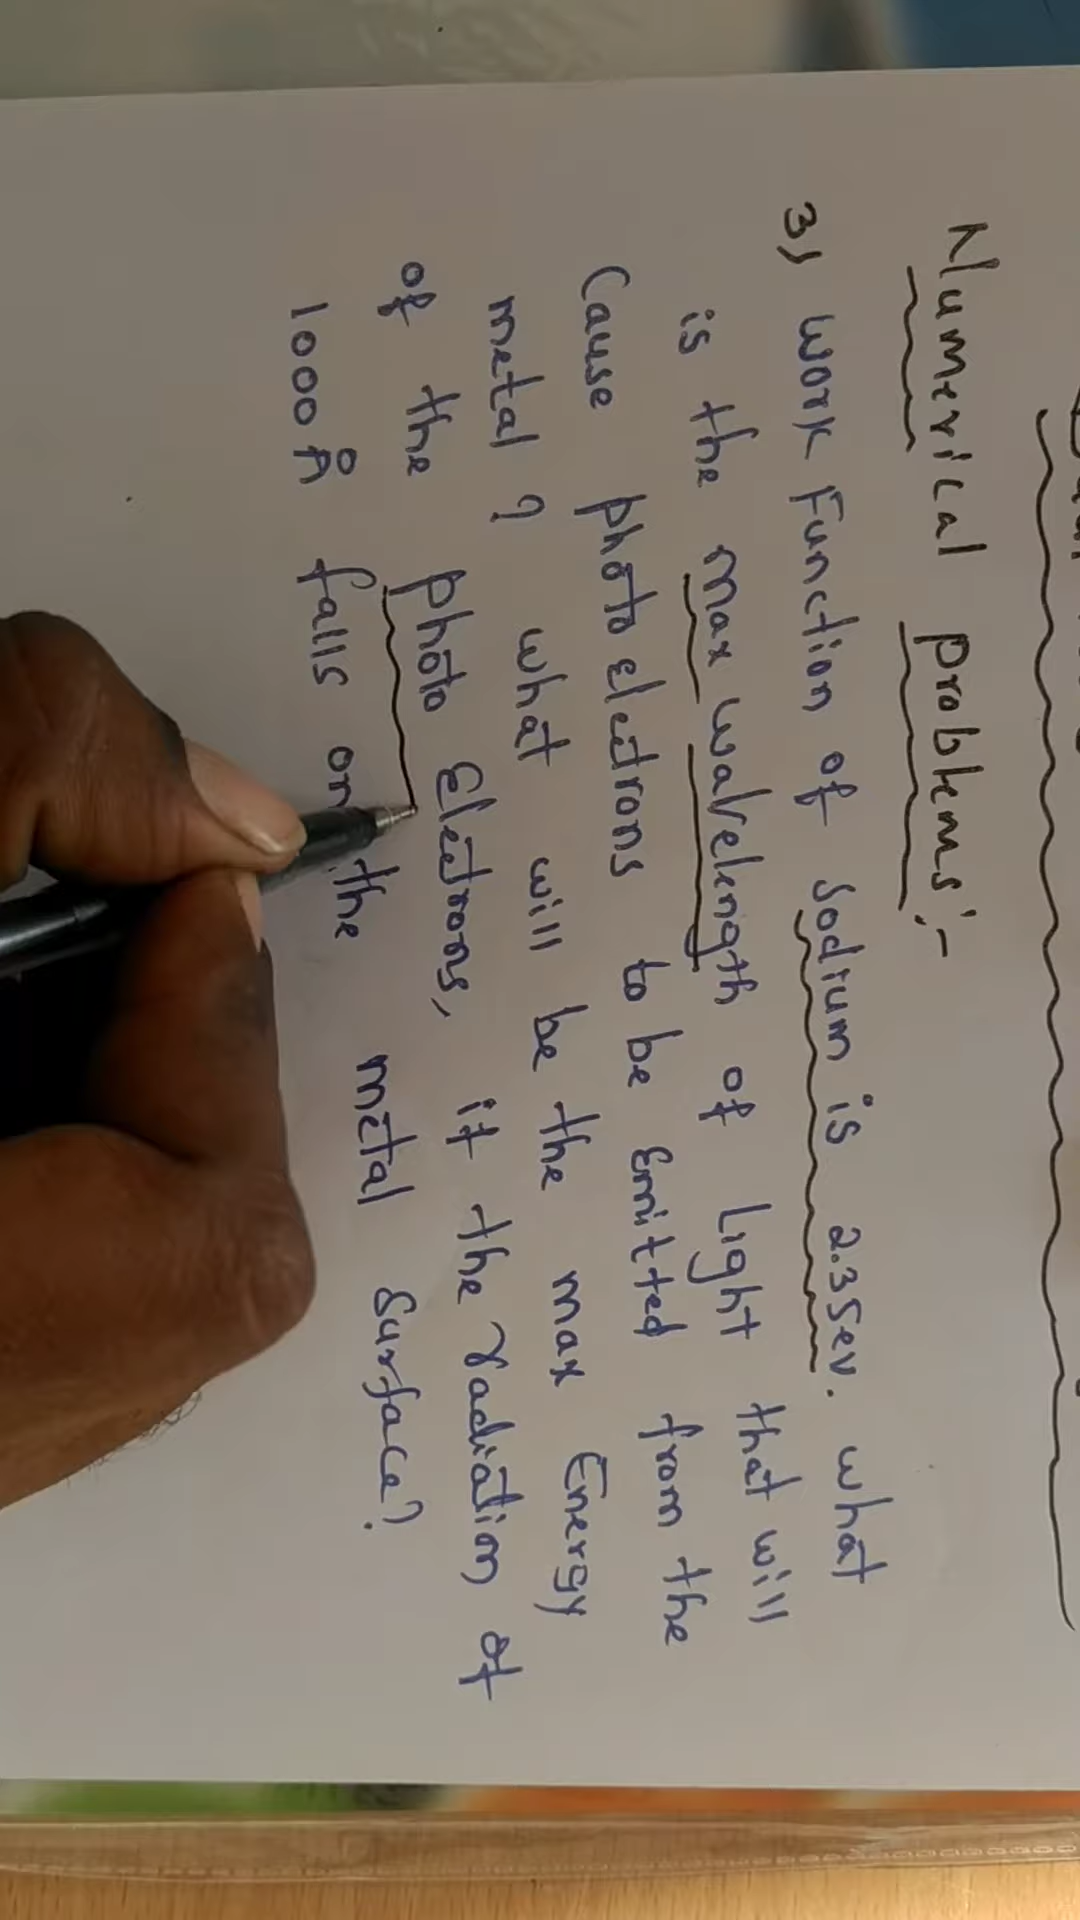 Numerical problems:-
3) Work Function of Sodium is 2.35ev. what
is the max wavelength of Light that will
Cause photo electrons to be Emitted from the
metal? what will be the max Energy
of the photo Electrons, if the radiation of
1000 Å falls on the metal surface?